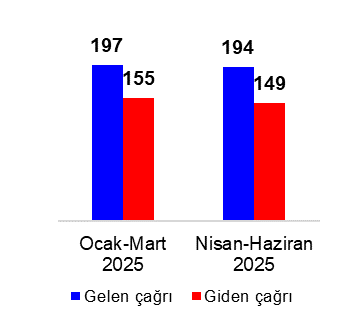 197
155
194
149
Ocak-Mart
2025
Nisan-Haziran
2025
Gelen çağrı
Giden çağrı